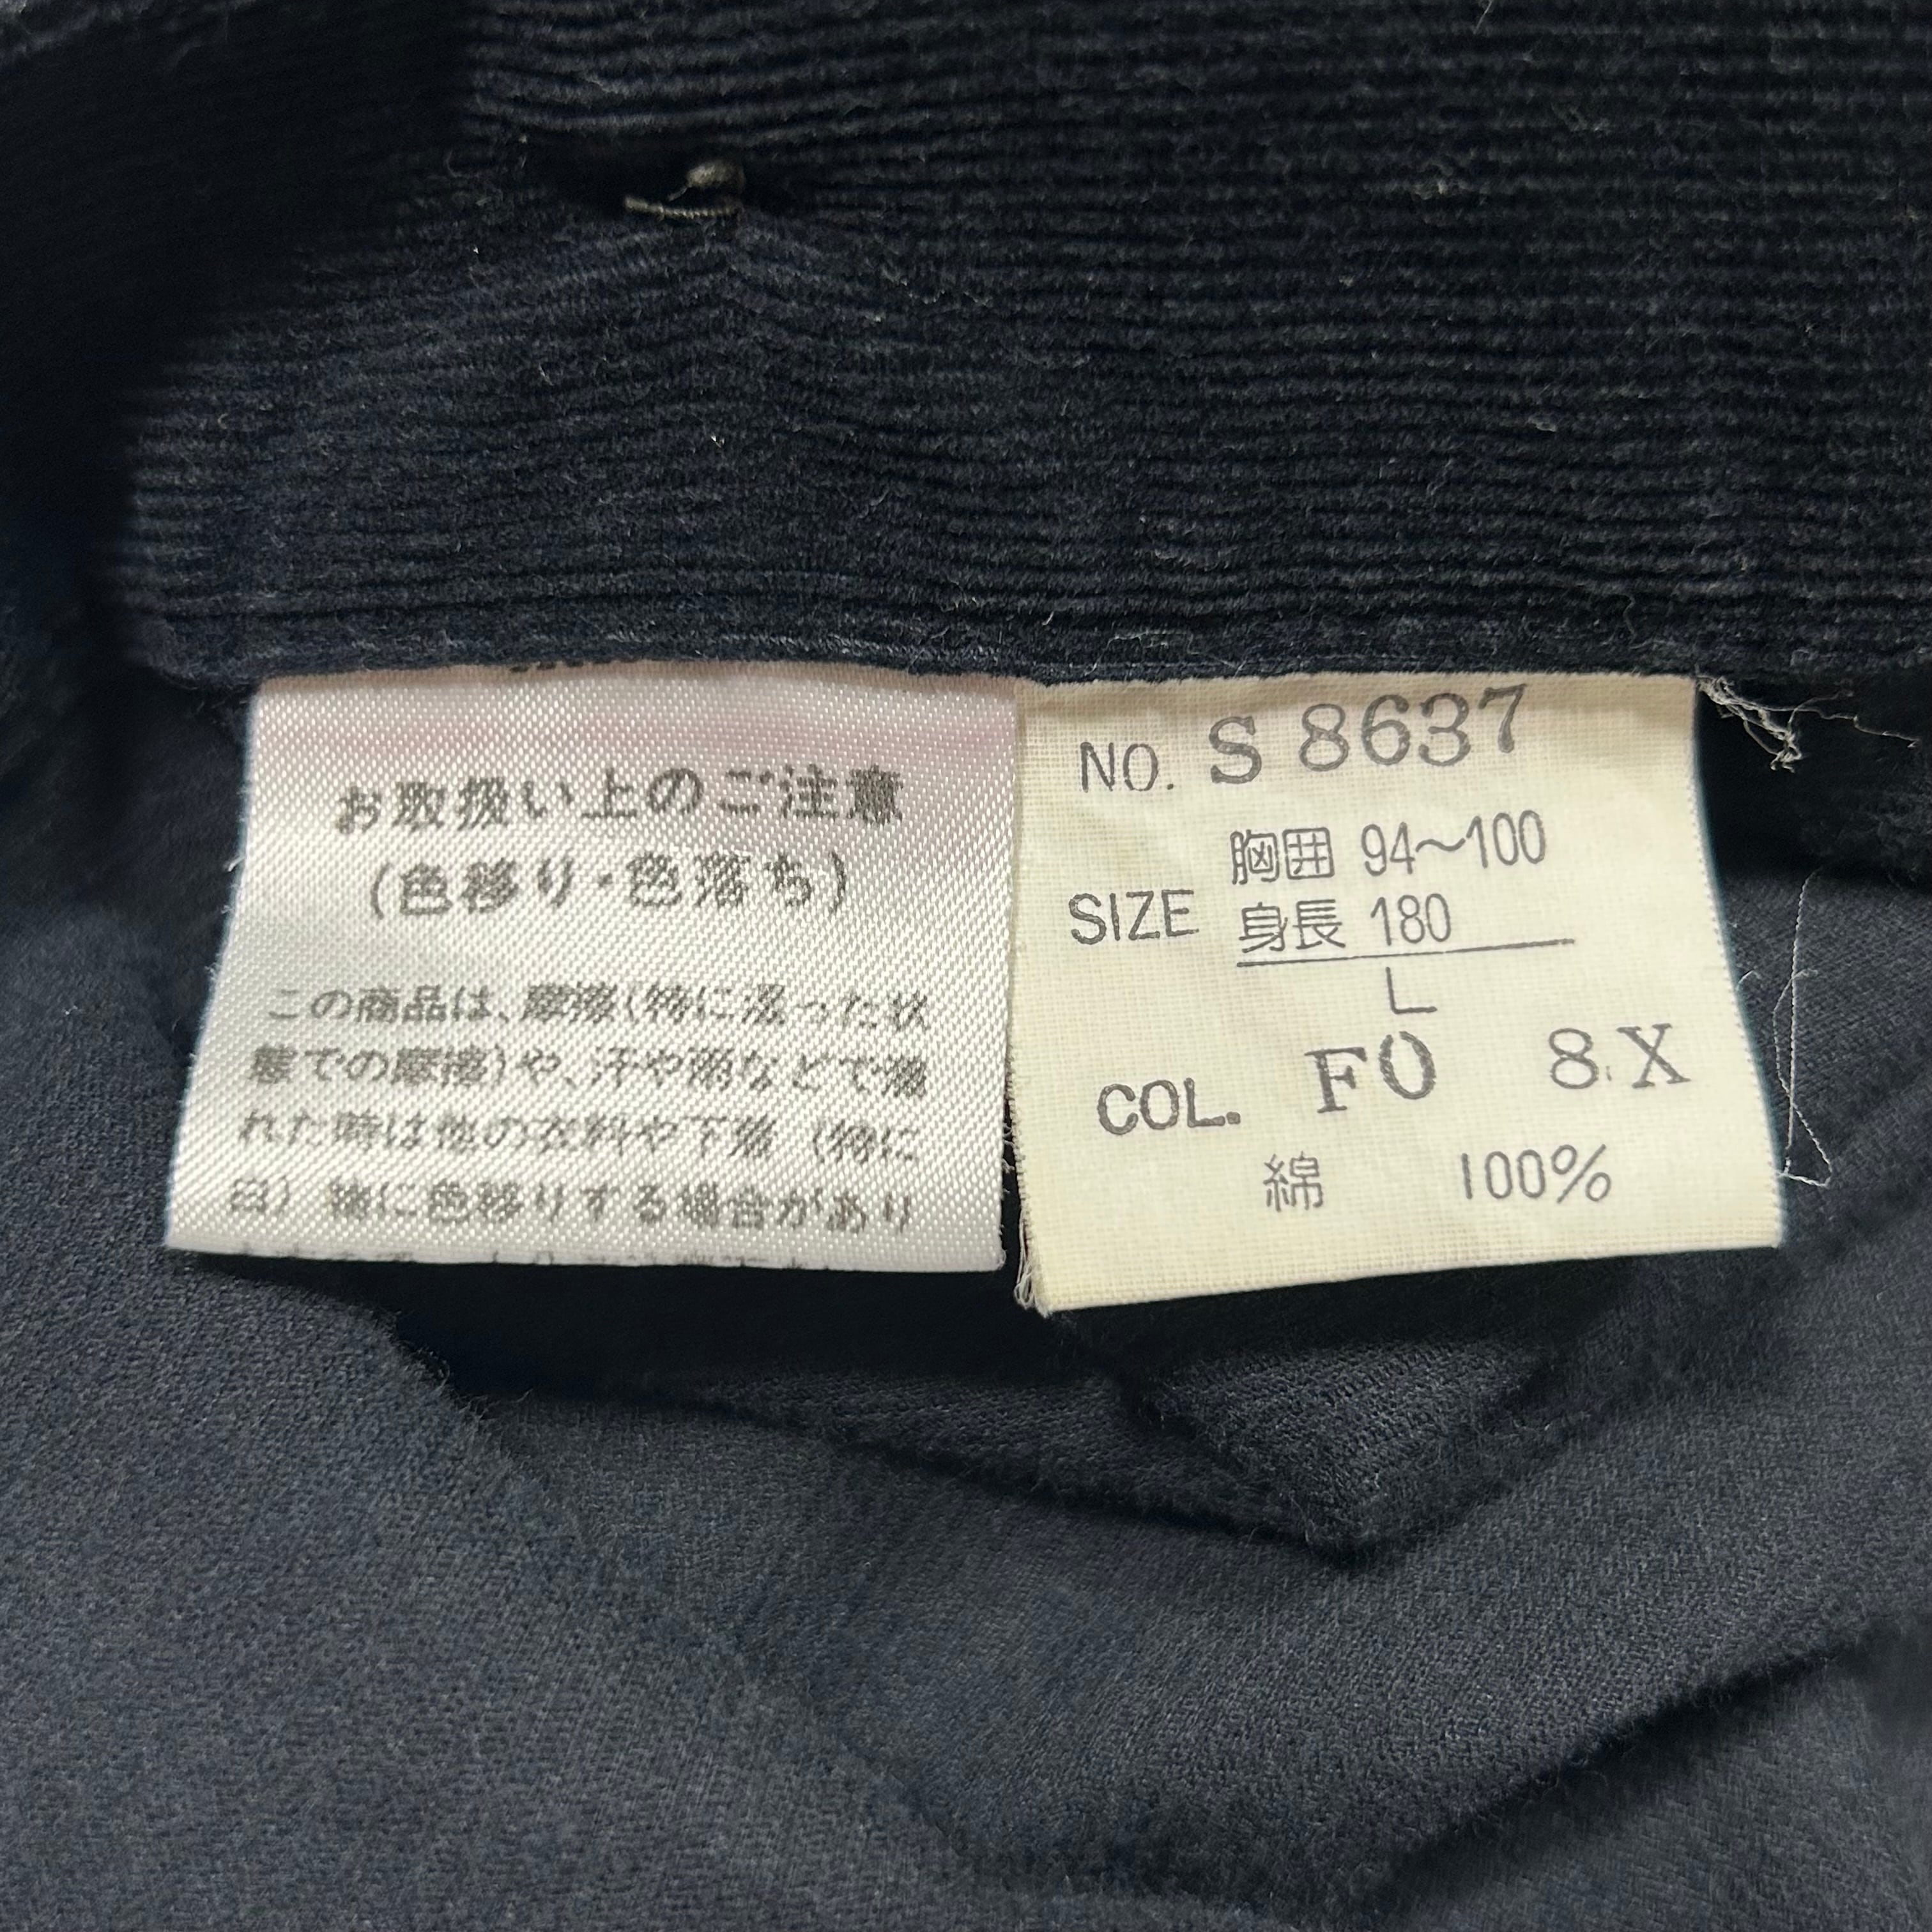 お取扱い上のご注意
(色移り・色落ち)
この商品は、摩擦(特に湿った状
態での摩擦)や、汗や雨などで濡
れた時は他の衣料や下着(特に
白)等に色移りする場合があり
NO. S 8637
SIZE
胸囲 94～100
身長 180
L
COL. FO 8X
綿 100%